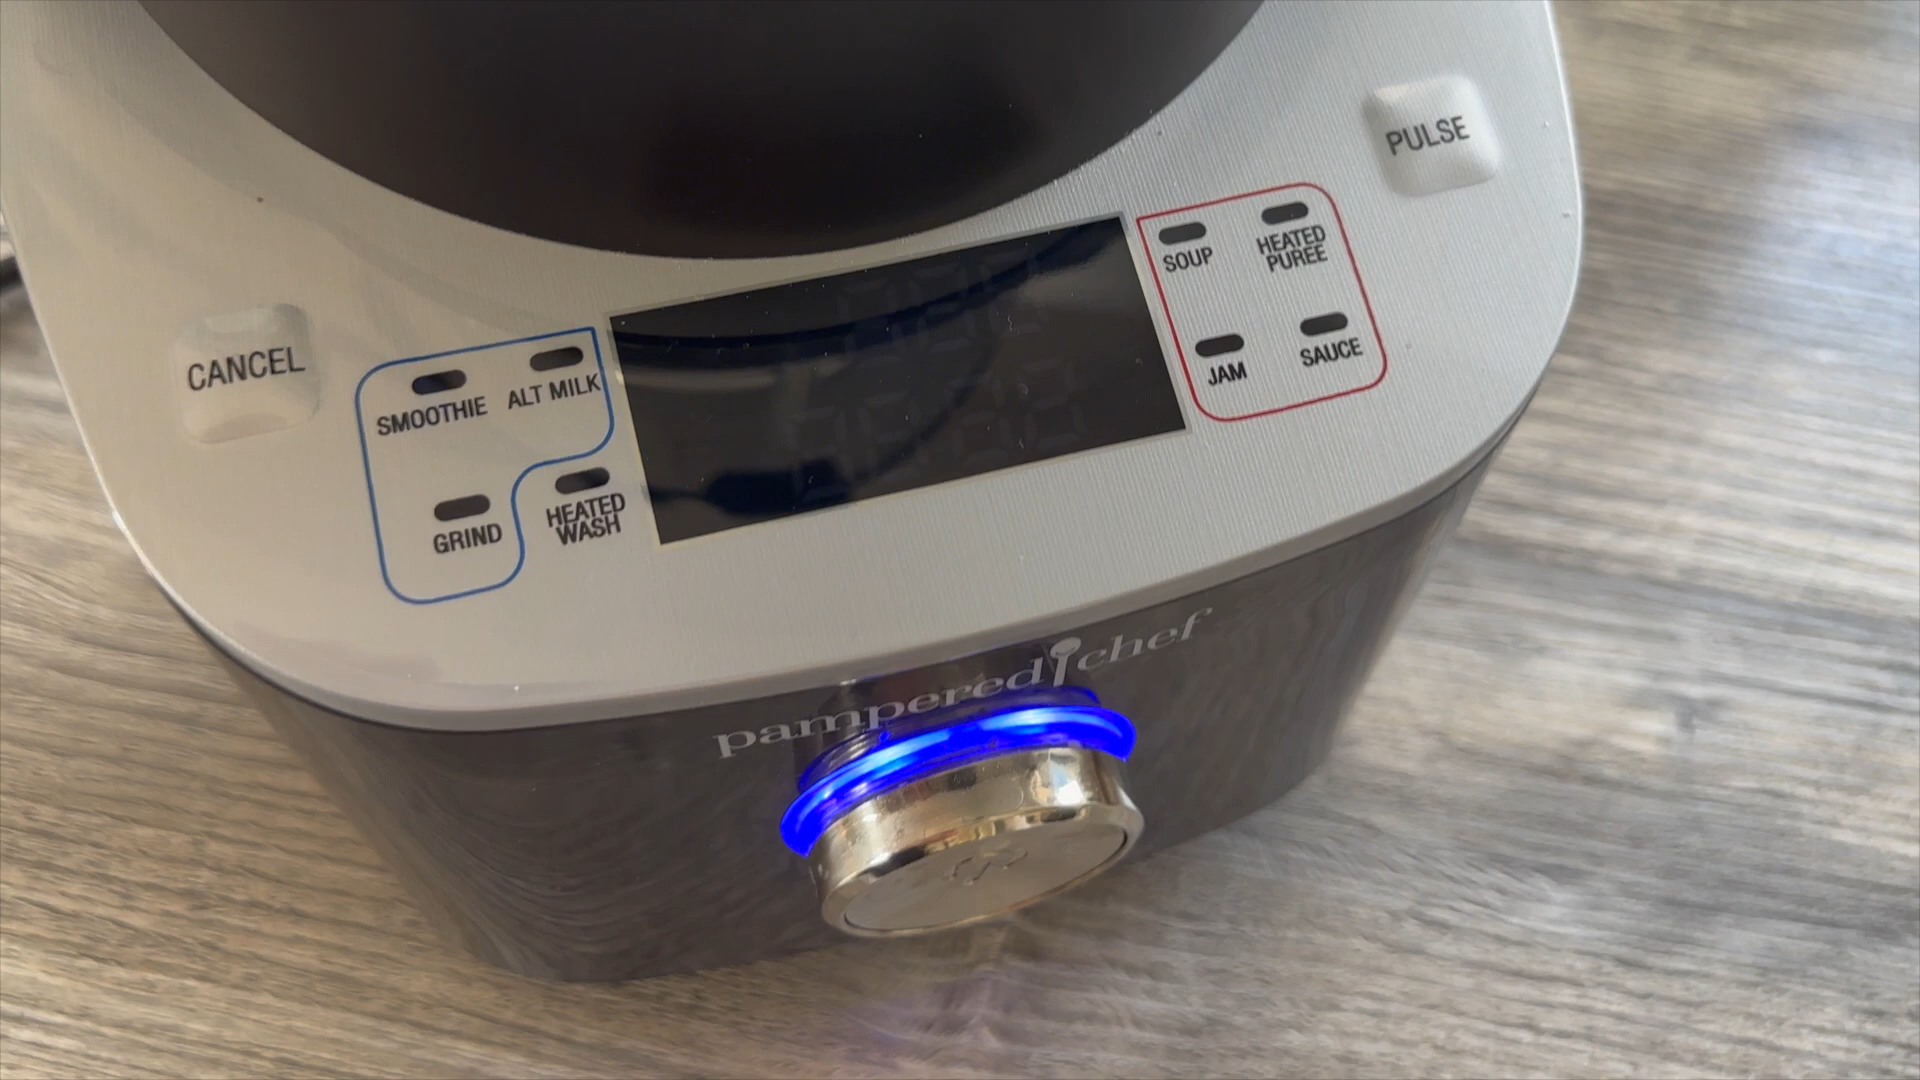 PULSE
CANCEL
SMOOTHIE
ALT MILK
GRIND
HEATED
WASH
SOUP
HEATED
PUREE
JAM
SAUCE
pampered chef